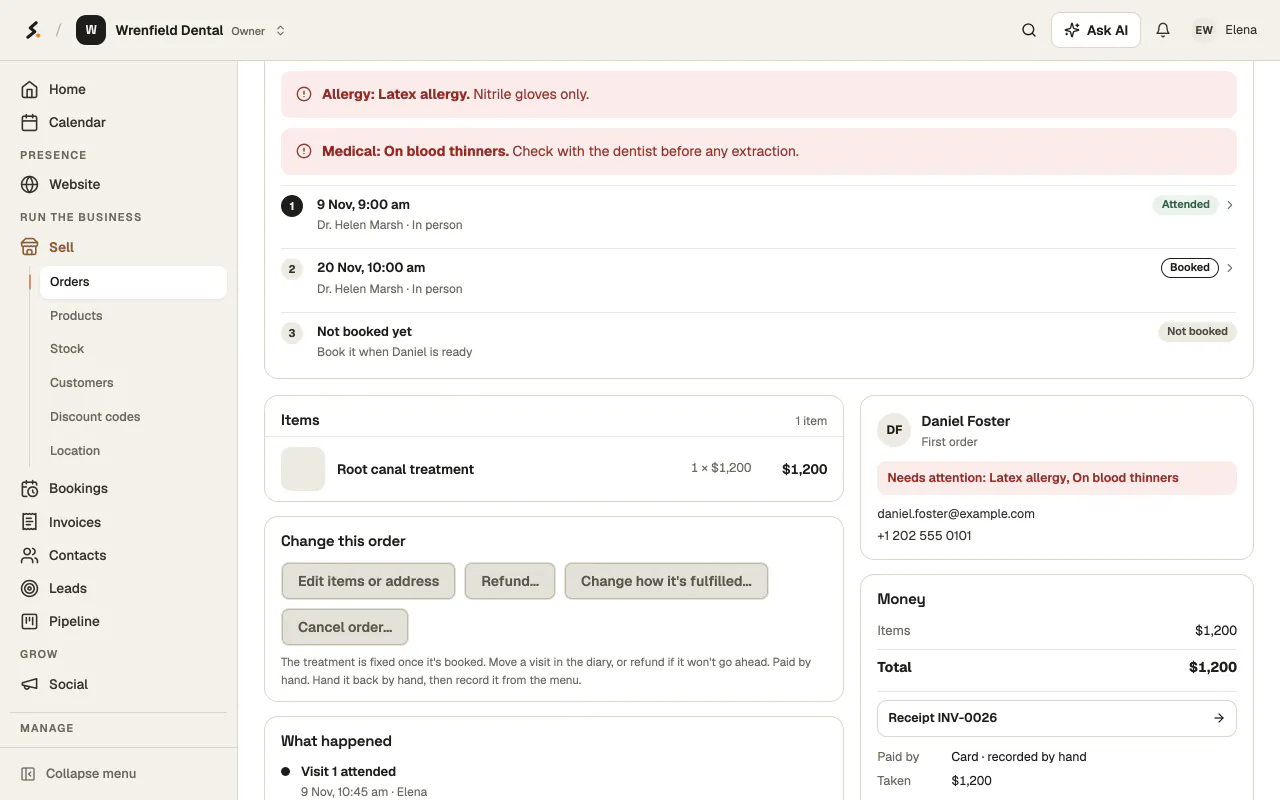 / W Wrenfield Dental Owner
Ask AI
EW Elena
Home
Calendar
PRESENCE
Website
RUN THE BUSINESS
Sell
Orders
Products
Stock
Customers
Discount codes
Location
Bookings
Invoices
Contacts
Leads
Pipeline
GROW
Social
MANAGE
Collapse menu
Allergy: Latex allergy. Nitrile gloves only.
Medical: On blood thinners. Check with the dentist before any extraction.
1 9 Nov, 9:00 am Attended
Dr. Helen Marsh · In person
2 20 Nov, 10:00 am Booked
Dr. Helen Marsh · In person
3 Not booked yet Not booked
Book it when Daniel is ready
Items 1 item
Root canal treatment 1 × $1,200 $1,200
Change this order
Edit items or address Refund... Change how it's fulfilled...
Cancel order...
The treatment is fixed once it's booked. Move a visit in the diary, or refund if it won't go ahead. Paid by
hand. Hand it back by hand, then record it from the menu.
What happened
Visit 1 attended
9 Nov, 10:45 am · Elena
DF Daniel Foster
First order
Needs attention: Latex allergy, On blood thinners
daniel.foster@example.com
+1 202 555 0101
Money
Items $1,200
Total $1,200
Receipt INV-0026
Paid by Card · recorded by hand
Taken $1,200